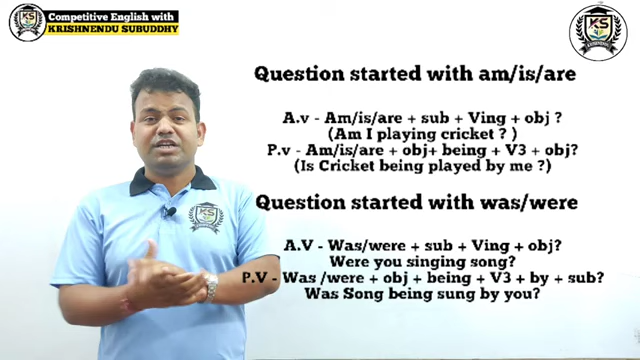 Competitive English with
KRISHNENDU SUBUDDHY
KS
Question started with am/is/are
A.v - Am/is/are + sub + Ving + obj ?
(Am I playing cricket ? )
P.v - Am/is/are + obj+ being + V3 + obj?
(Is Cricket being played by me ?)
Question started with was/were
A.V - Was/were + sub + Ving + obj?
Were you singing song?
P.V - Was /were + obj + being + V3 + by + sub?
Was Song being sung by you?
KS